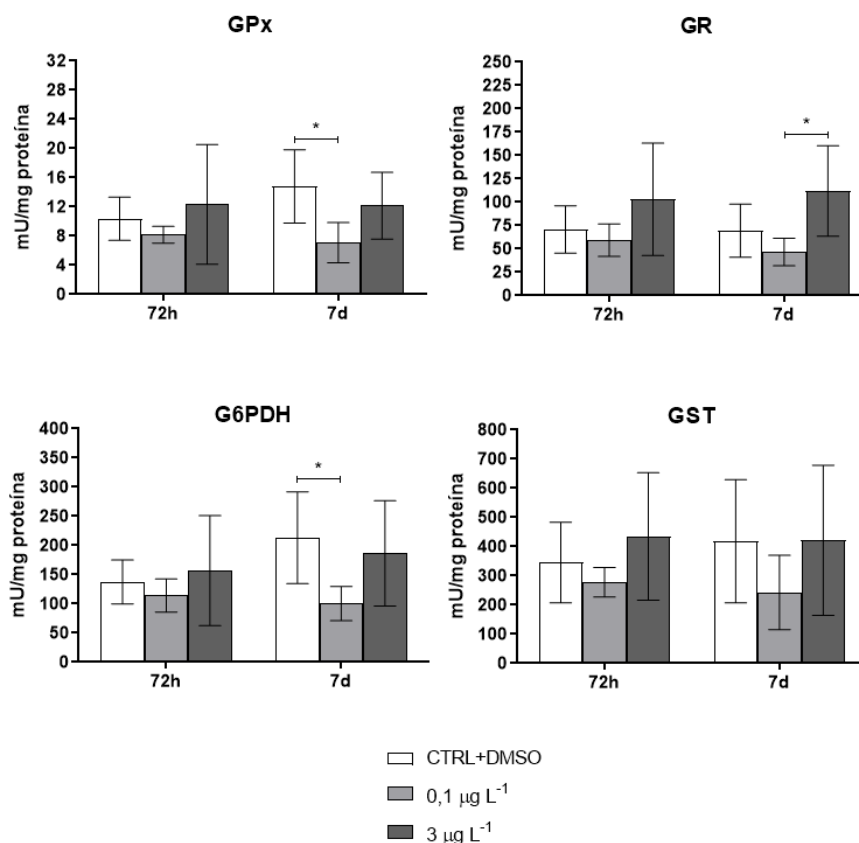 GPx
mU/mg proteína
32
28
24
20
16
12
8
4
0
*
72h
7d
GR
mU/mg proteína
250
225
200
175
150
125
100
75
50
25
0
*
72h
7d
G6PDH
mU/mg proteína
400
350
300
250
200
150
100
50
0
*
72h
7d
GST
mU/mg proteína
800
700
600
500
400
300
200
100
0
72h
7d
CTRL+DMSO
0,1 µg L⁻¹
3 µg L⁻¹